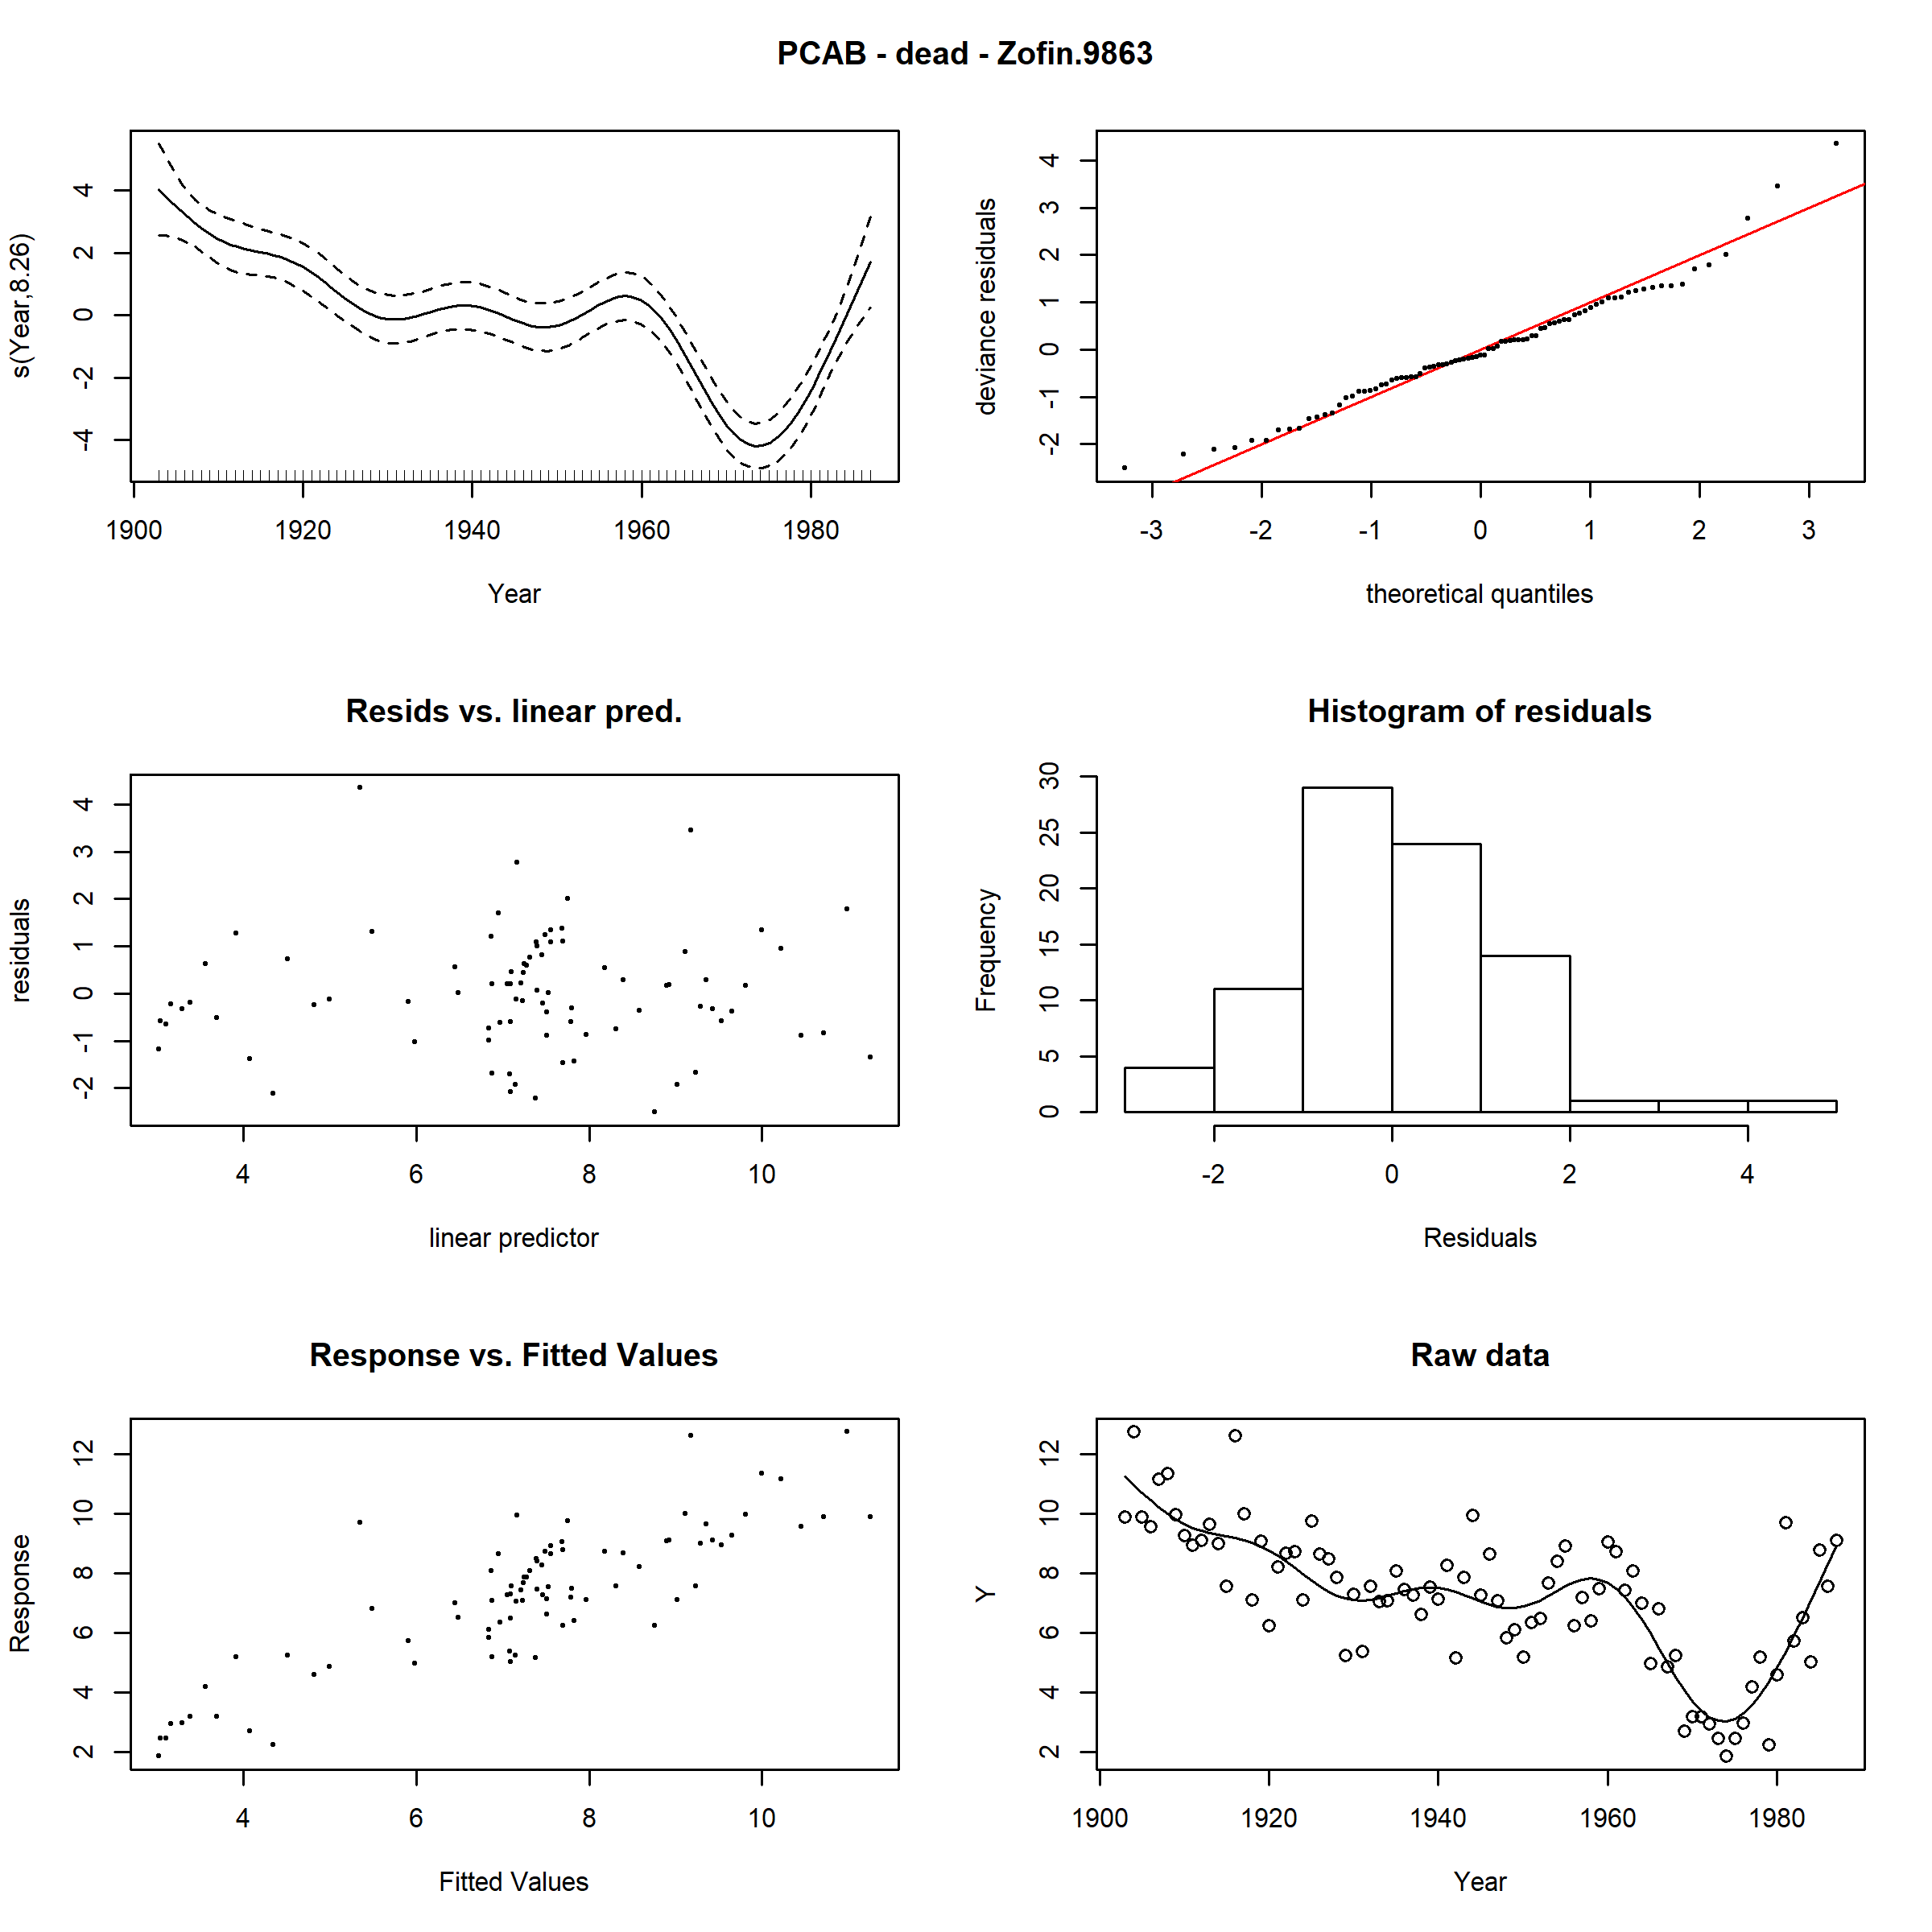 PCAB - dead - Zofin.9863
s(Year,8.26)
4
2
0
-2
-4
1900 1920 1940 1960 1980
Year
deviance residuals
4
3
2
1
0
-1
-2
-3 -2 -1 0 1 2 3
theoretical quantiles
Resids vs. linear pred.
residuals
4
3
2
1
0
-1
-2
4 6 8 10
linear predictor
Histogram of residuals
Frequency
30
25
20
15
10
5
0
-2 0 2 4
Residuals
Response vs. Fitted Values
Response
12
10
8
6
4
2
4 6 8 10
Fitted Values
Raw data
Y
12
10
8
6
4
2
1900 1920 1940 1960 1980
Year